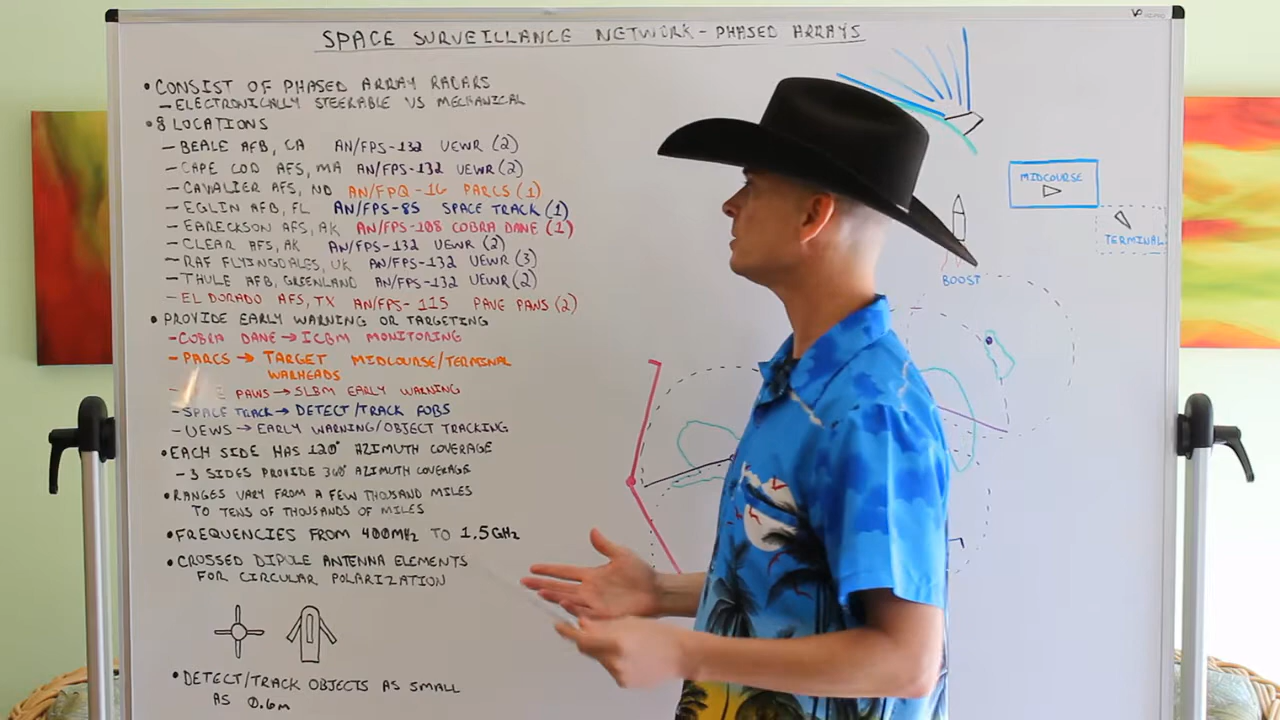 SPACE SURVEILLANCE NETWORK - PHASED ARRAYS
• CONSIST OF PHASED ARRAY RADARS
- ELECTRONICALLY STEERABLE VS MECHANICAL
• 8 LOCATIONS
- BEALE AFB, CA AN/FPS-132 UEWR (2)
- CAPE COD AFS, MA AN/FPS-132 UEWR (2)
- CAVALIER AFS, ND AN/FPQ-16 PARCS (1)
- EGLIN AFB, FL AN/FPS-85 SPACE TRACK (1)
- EARECKSON AFS, AK AN/FPS-108 COBRA DANE (1)
- CLEAR AFS, AK AN/FPS-132 UEWR (2)
- RAF FLYINGDALES, UK AN/FPS-132 UEWR (3)
- THULE AFB, GREENLAND AN/FPS-132 UEWR (2)
- EL DORADO AFS, TX AN/FPS-115 PAVE PAWS (2)
• PROVIDE EARLY WARNING OR TARGETING
- COBRA DANE → ICBM MONITORING
- PARCS → TARGET MIDCOURSE/TERMINAL
WARHEADS
PAWS → SLBM EARLY WARNING
- SPACE TRACK → DETECT/TRACK FOBS
- UEWS → EARLY WARNING/OBJECT TRACKING
• EACH SIDE HAS 120° AZIMUTH COVERAGE
- 3 SIDES PROVIDE 360° AZIMUTH COVERAGE
• RANGES VARY FROM A FEW THOUSAND MILES
TO TENS OF THOUSANDS OF MILES
• FREQUENCIES FROM 400MHz TO 1.5GHz
• CROSSED DIPOLE ANTENNA ELEMENTS
FOR CIRCULAR POLARIZATION
• DETECT/TRACK OBJECTS AS SMALL
AS 0.6m
MIDCOURSE
TERMINAL
BOOST